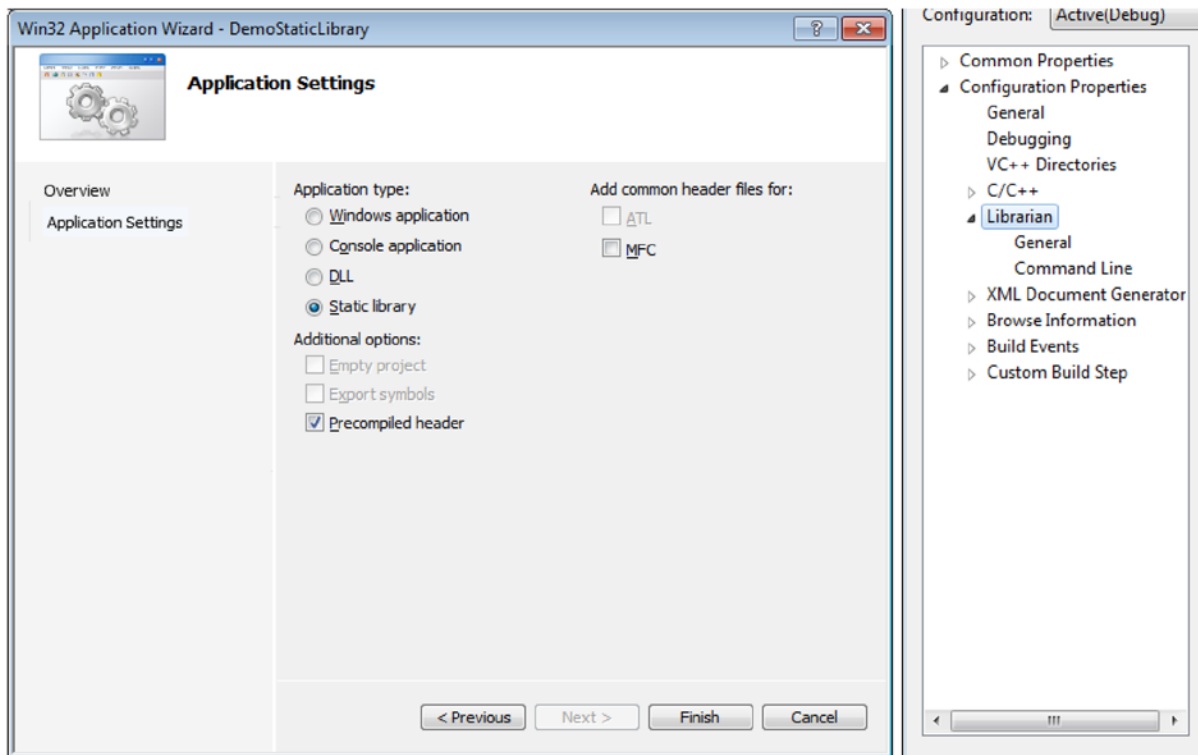 Win32 Application Wizard - DemoStaticLibrary
Application Settings
Overview
Application Settings
Application type:
Windows application
Console application
DLL
Static library
Additional options:
Empty project
Export symbols
Precompiled header
Add common header files for:
ATL
MFC
< Previous
Next >
Finish
Cancel
Configuration:
Active(Debug)
Common Properties
Configuration Properties
General
Debugging
VC++ Directories
C/C++
Librarian
General
Command Line
XML Document Generator
Browse Information
Build Events
Custom Build Step